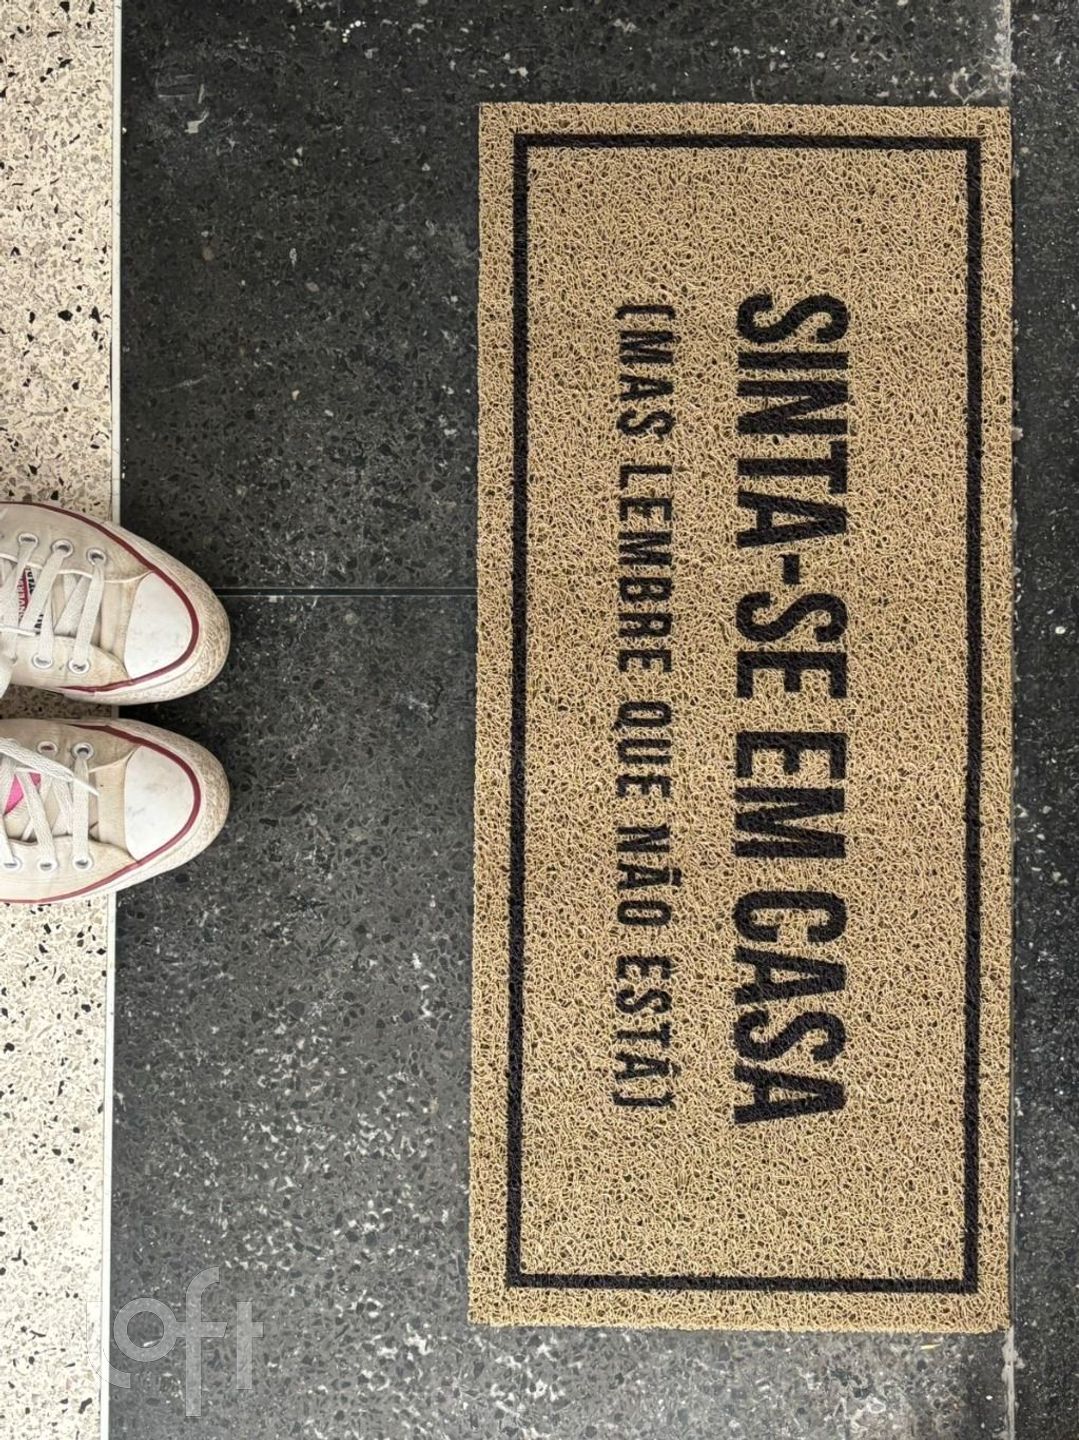 SINTA-SE EM CASA
(MAS LEMBRE QUE NÃO ESTÁ)
loft